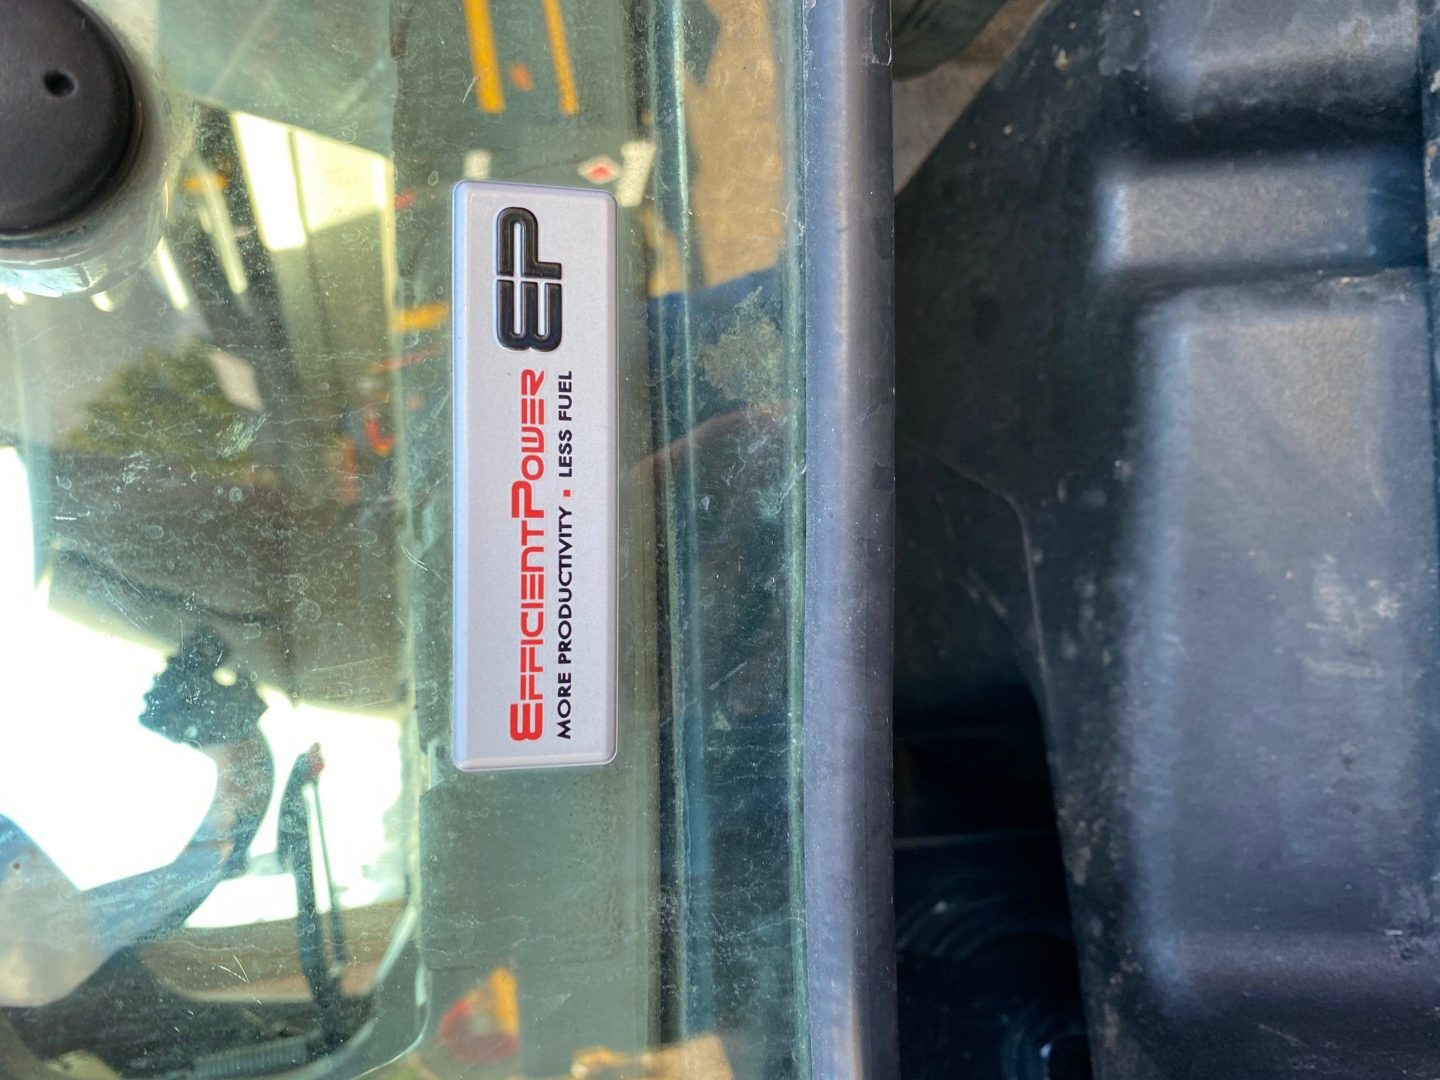 EFFICIENTPOWER
MORE PRODUCTIVITY · LESS FUEL
EP